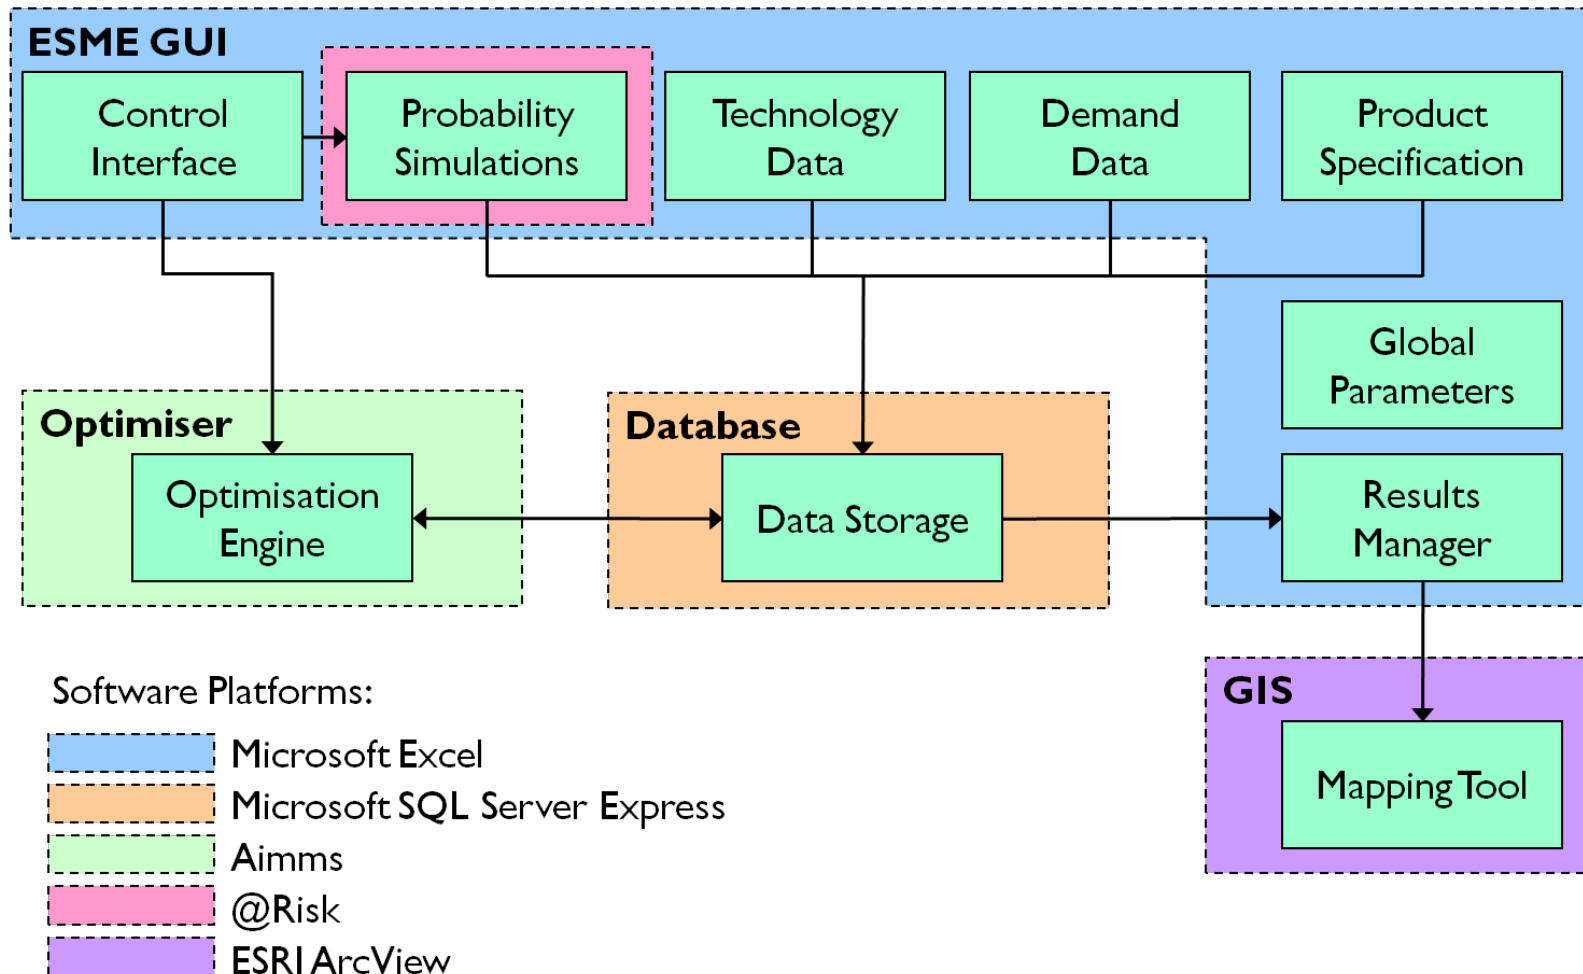 ESME GUI
Control
Interface
Probability
Simulations
Technology
Data
Demand
Data
Product
Specification
Global
Parameters
Optimiser
Optimisation
Engine
Database
Data Storage
Results
Manager
GIS
Mapping Tool
Software Platforms:
Microsoft Excel
Microsoft SQL Server Express
Aimms
@Risk
ESRI ArcView